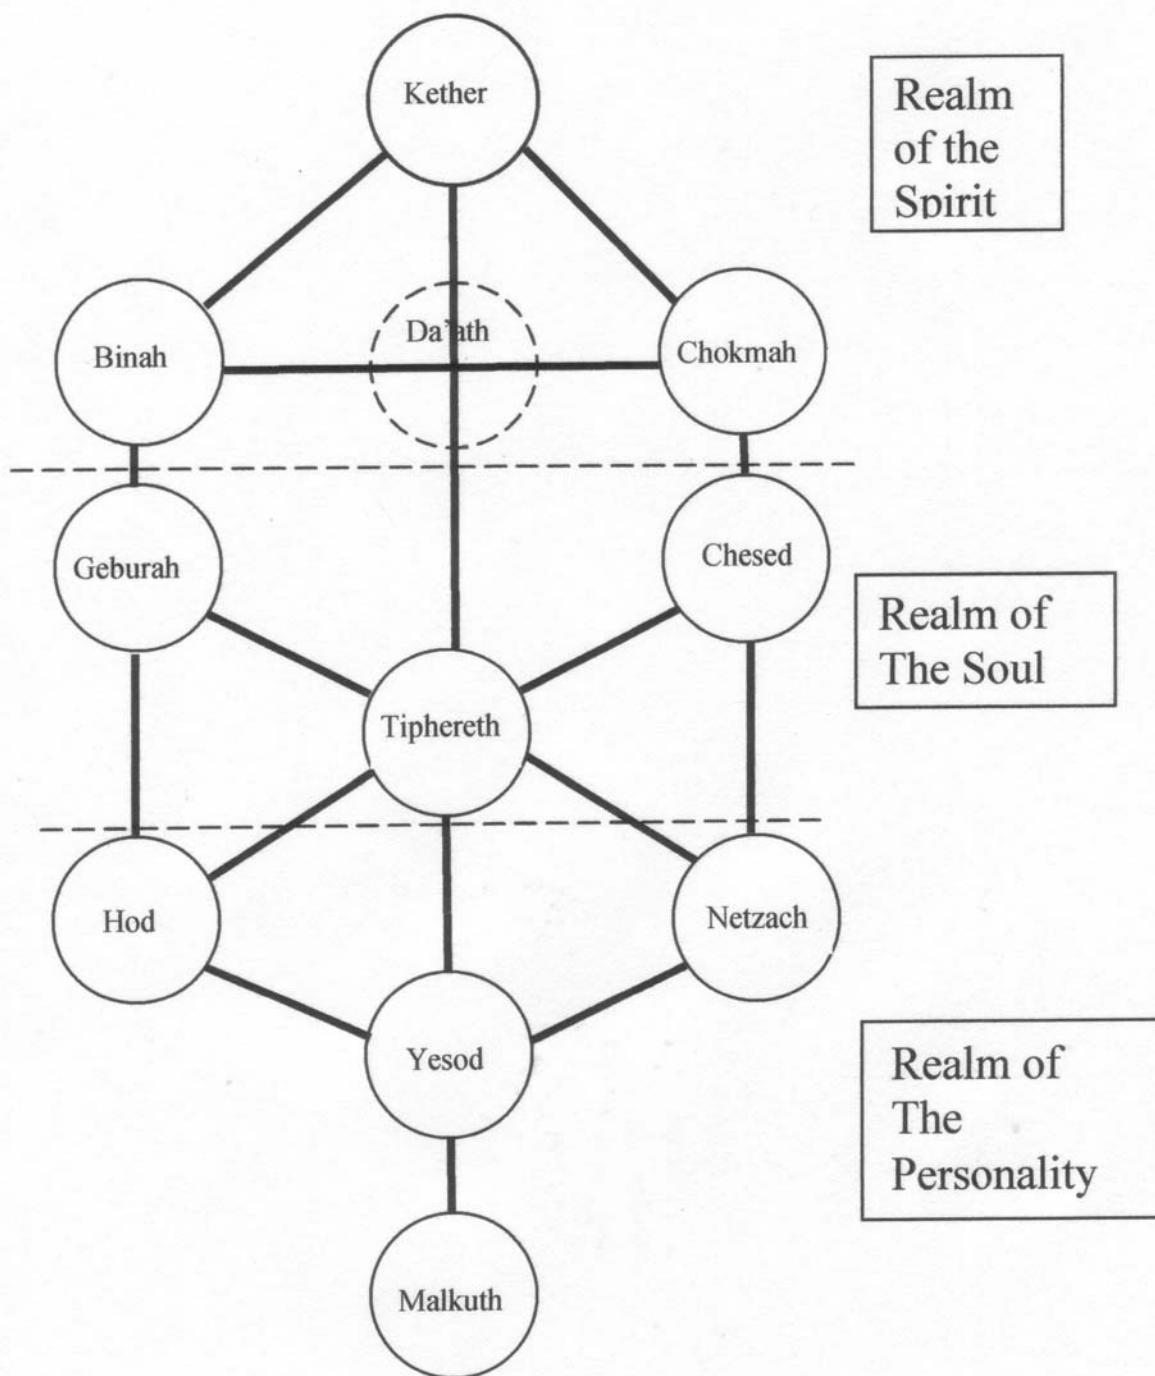 Kether
Realm
of the
Spirit
Da'ath
Binah
Chokmah
Geburah
Chesed
Realm of
The Soul
Tiphereth
Hod
Netzach
Yesod
Realm of
The
Personality
Malkuth